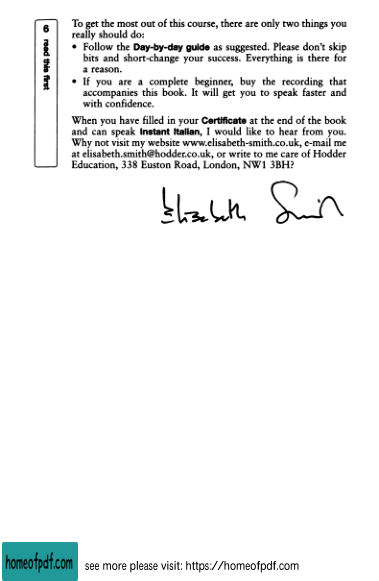 6
read this first
To get the most out of this course, there are only two things you
really should do:
• Follow the Day-by-day guide as suggested. Please don't skip
bits and short-change your success. Everything is there for
a reason.
• If you are a complete beginner, buy the recording that
accompanies this book. It will get you to speak faster and
with confidence.
When you have filled in your Certificate at the end of the book
and can speak Instant Italian, I would like to hear from you.
Why not visit my website www.elisabeth-smith.co.uk, e-mail me
at elisabeth.smith@hodder.co.uk, or write to me care of Hodder
Education, 338 Euston Road, London, NW1 3BH?
Elisabeth Smith
homeofpdf.com
see more please visit: https://homeofpdf.com